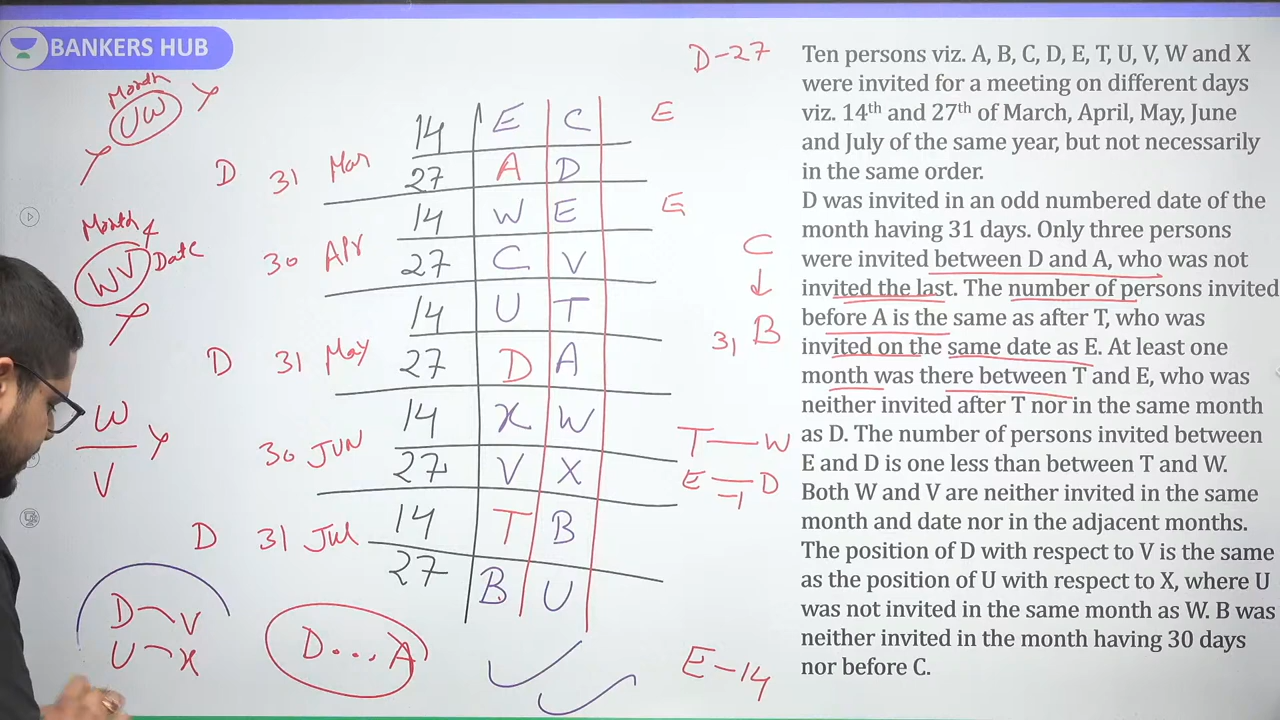 BANKERS HUB
Month
UW
Month &
WV Date
W
V
D 31 Mar
30 Apr
D 31 May
30 Jun
D 31 Jul
14 E C E
27 A D
14 W E E
27 C V
14 U T
27 D A
14 X W
27 V X
14 T B
27 B U
D V
U X
D . . . A
D-27
C
↓
31 B
T — W
E — D
-1
E-14
Ten persons viz. A, B, C, D, E, T, U, V, W and X
were invited for a meeting on different days
viz. 14th and 27th of March, April, May, June
and July of the same year, but not necessarily
in the same order.
D was invited in an odd numbered date of the
month having 31 days. Only three persons
were invited between D and A, who was not
invited the last. The number of persons invited
before A is the same as after T, who was
invited on the same date as E. At least one
month was there between T and E, who was
neither invited after T nor in the same month
as D. The number of persons invited between
E and D is one less than between T and W.
Both W and V are neither invited in the same
month and date nor in the adjacent months.
The position of D with respect to V is the same
as the position of U with respect to X, where U
was not invited in the same month as W. B was
neither invited in the month having 30 days
nor before C.